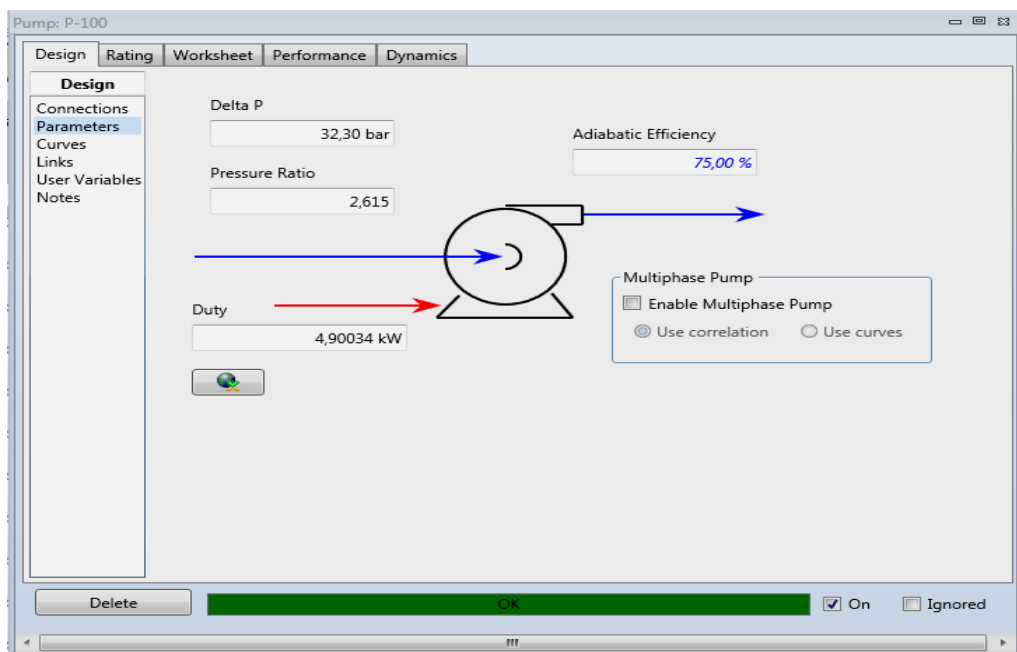 Pump: P-100
Design Rating Worksheet Performance Dynamics
Design
Connections
Parameters
Curves
Links
User Variables
Notes
Delta P
32,30 bar
Pressure Ratio
2,615
Adiabatic Efficiency
75,00 %
Duty
4,90034 kW
Multiphase Pump
Enable Multiphase Pump
Use correlation Use curves
Delete OK On Ignored